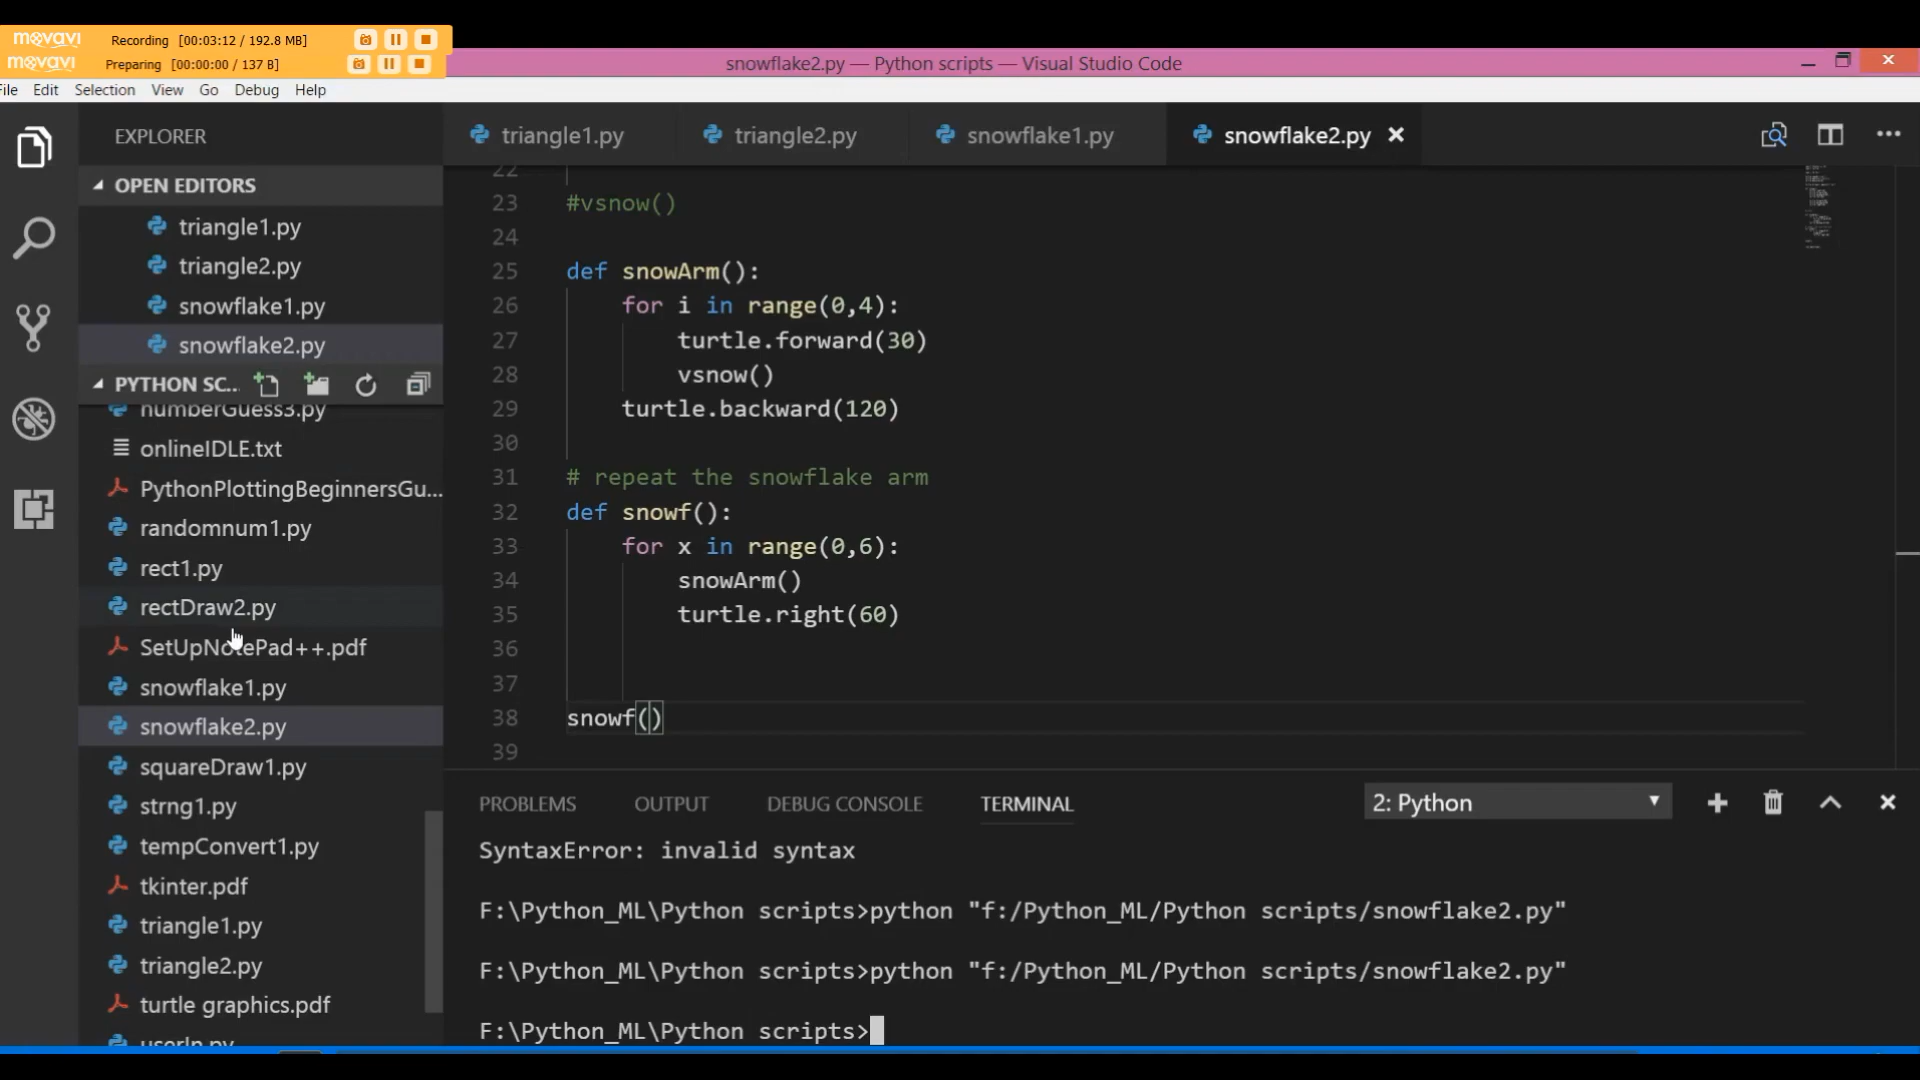 movavi Recording [00:03:12 / 192.8 MB]
movavi Preparing [00:00:00 / 137 B]
snowflake2.py — Python scripts — Visual Studio Code
File Edit Selection View Go Debug Help
EXPLORER
OPEN EDITORS
triangle1.py
triangle2.py
snowflake1.py
snowflake2.py
PYTHON SC...
numberGuess3.py
onlineIDLE.txt
PythonPlottingBeginnersGu...
randomnum1.py
rect1.py
rectDraw2.py
SetUpNotePad++.pdf
snowflake1.py
snowflake2.py
squareDraw1.py
strng1.py
tempConvert1.py
tkinter.pdf
triangle1.py
triangle2.py
turtle graphics.pdf
userIn.py
triangle1.py triangle2.py snowflake1.py snowflake2.py
22
23 #vsnow()
24
25 def snowArm():
26 for i in range(0,4):
27 turtle.forward(30)
28 vsnow()
29 turtle.backward(120)
30
31 # repeat the snowflake arm
32 def snowf():
33 for x in range(0,6):
34 snowArm()
35 turtle.right(60)
36
37
38 snowf()
39
PROBLEMS OUTPUT DEBUG CONSOLE TERMINAL 2: Python
SyntaxError: invalid syntax
F:\Python_ML\Python scripts>python "f:/Python_ML/Python scripts/snowflake2.py"
F:\Python_ML\Python scripts>python "f:/Python_ML/Python scripts/snowflake2.py"
F:\Python_ML\Python scripts>